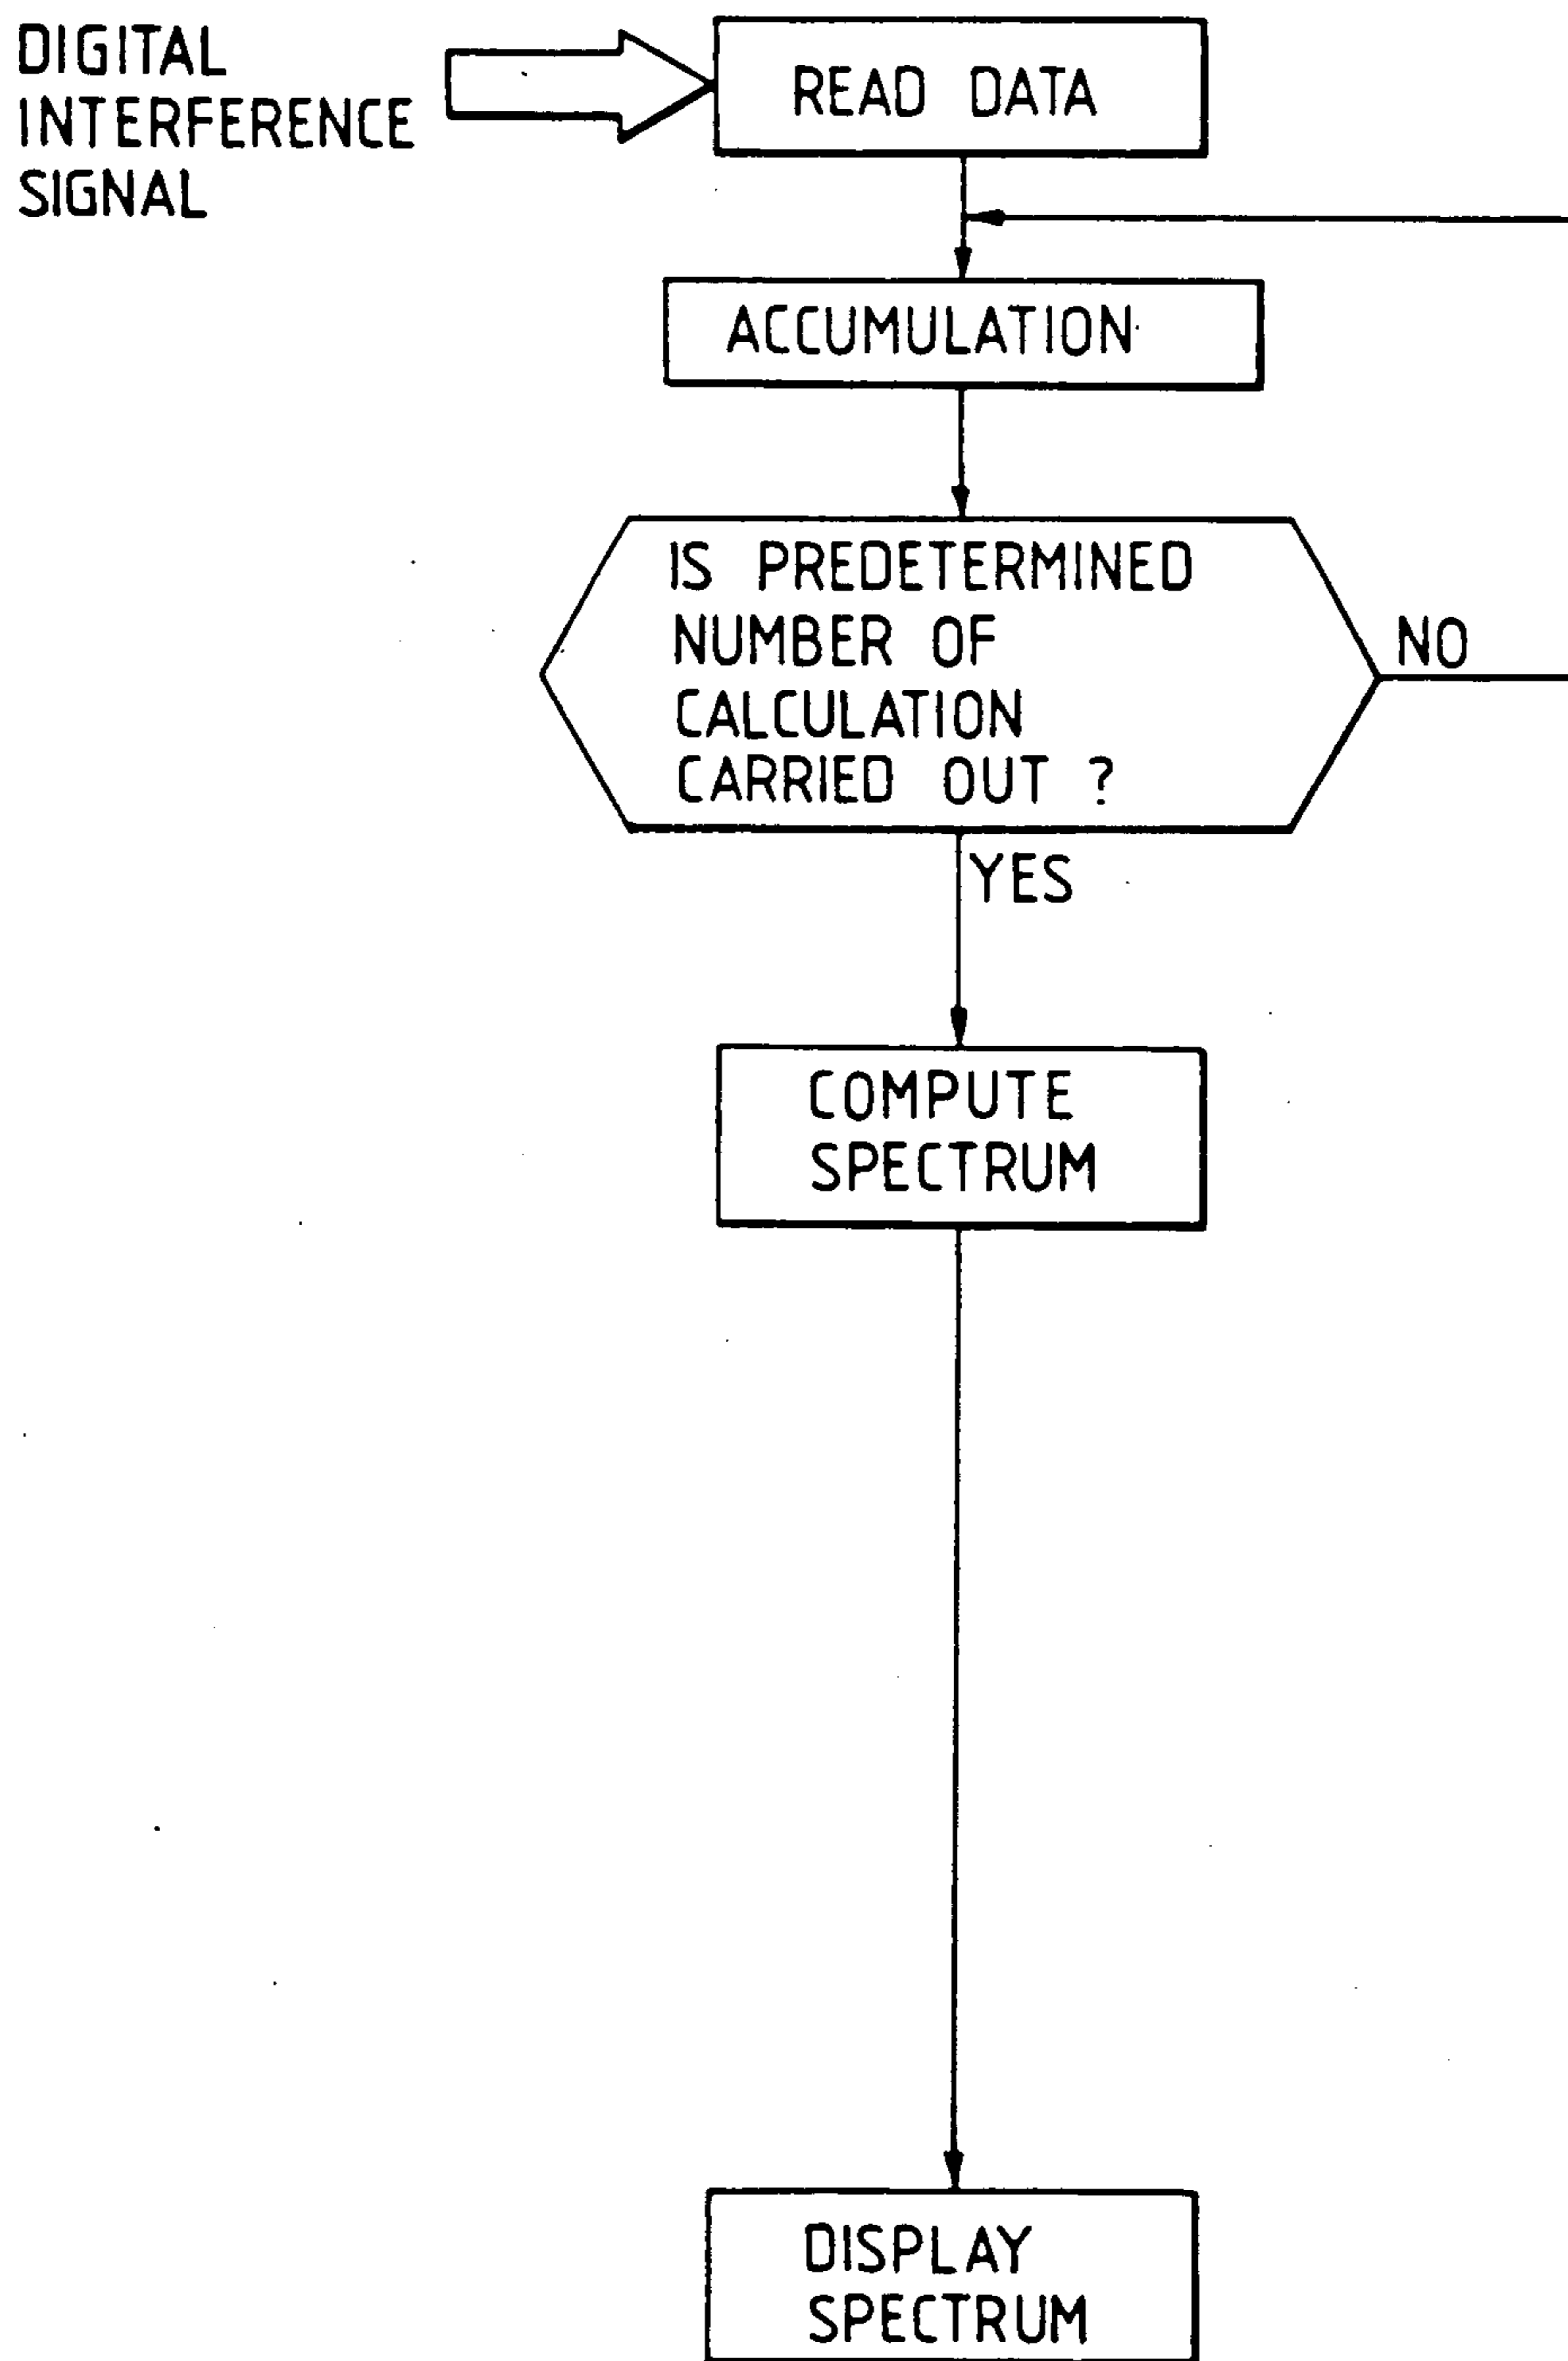 DIGITAL
INTERFERENCE
SIGNAL
READ DATA
ACCUMULATION
IS PREDETERMINED
NUMBER OF
CALCULATION
CARRIED OUT ?
NO
YES
COMPUTE
SPECTRUM
DISPLAY
SPECTRUM